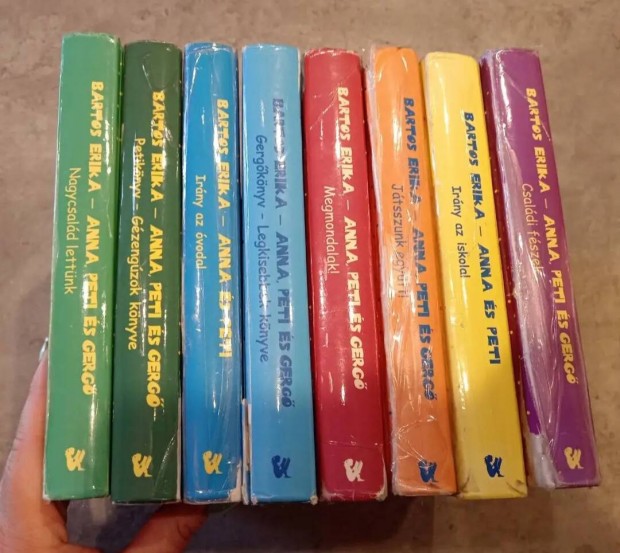 BARTOS ERIKA – ANNA, PETI ÉS GERGŐ
Nagycsalád lettünk
BARTOS ERIKA – ANNA, PETI ÉS GERGŐ
Petikönyv – Gézengúzok könyve
BARTOS ERIKA – ANNA ÉS PETI
Irány az óvoda!
BARTOS ERIKA – ANNA, PETI ÉS GERGŐ
Gergőkönyv – Legkisebbek könyve
BARTOS ERIKA – ANNA, PETI ÉS GERGŐ
Megmondalak!
BARTOS ERIKA – ANNA, PETI ÉS GERGŐ
Játsszunk együtt!
BARTOS ERIKA – ANNA ÉS PETI
Irány az iskola!
BARTOS ERIKA – ANNA, PETI ÉS GERGŐ
Családi fészek